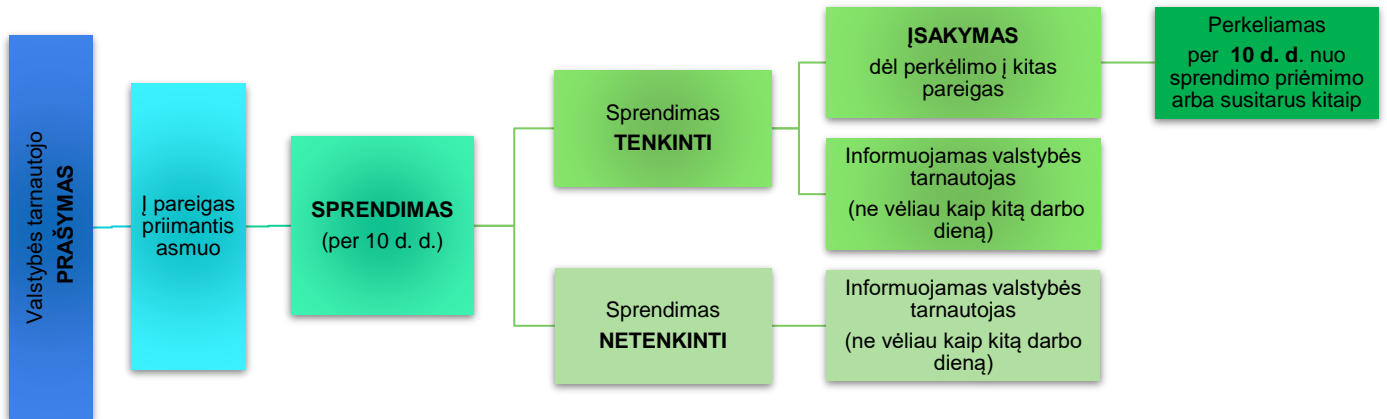 Valstybės tarnautojo
PRAŠYMAS
Į pareigas
priimantis
asmuo
SPRENDIMAS
(per 10 d. d.)
Sprendimas
TENKINTI
ĮSAKYMAS
dėl perkėlimo į kitas
pareigas
Perkeliamas
per 10 d. d. nuo
sprendimo priėmimo
arba susitarus kitaip
Informuojamas valstybės
tarnautojas
(ne vėliau kaip kitą darbo
dieną)
Sprendimas
NETENKINTI
Informuojamas valstybės
tarnautojas
(ne vėliau kaip kitą darbo
dieną)